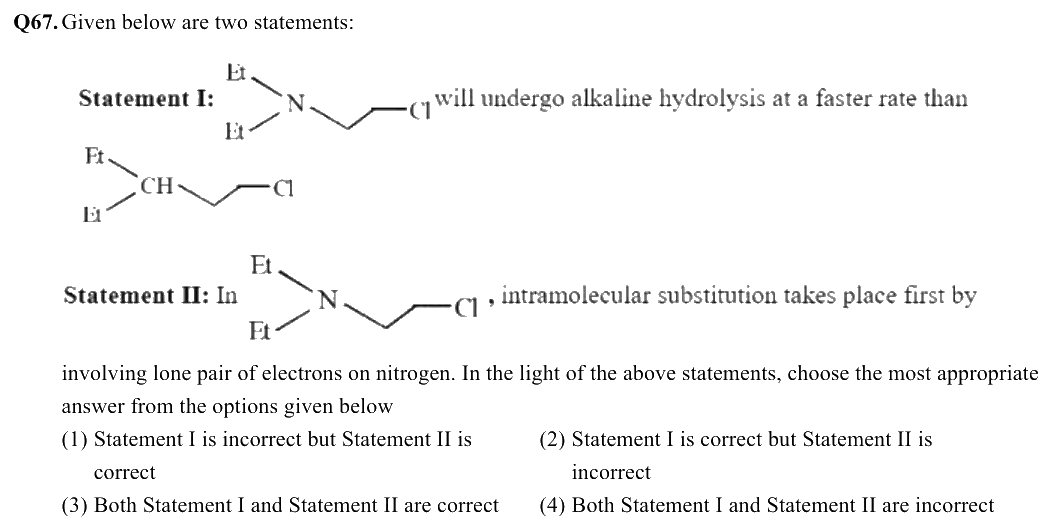 Q67. Given below are two statements:
Et
Statement I: N Cl will undergo alkaline hydrolysis at a faster rate than
Et
Et
CH Cl
Et
Et
Statement II: In N Cl , intramolecular substitution takes place first by
Et
involving lone pair of electrons on nitrogen. In the light of the above statements, choose the most appropriate
answer from the options given below
(1) Statement I is incorrect but Statement II is (2) Statement I is correct but Statement II is
correct incorrect
(3) Both Statement I and Statement II are correct (4) Both Statement I and Statement II are incorrect